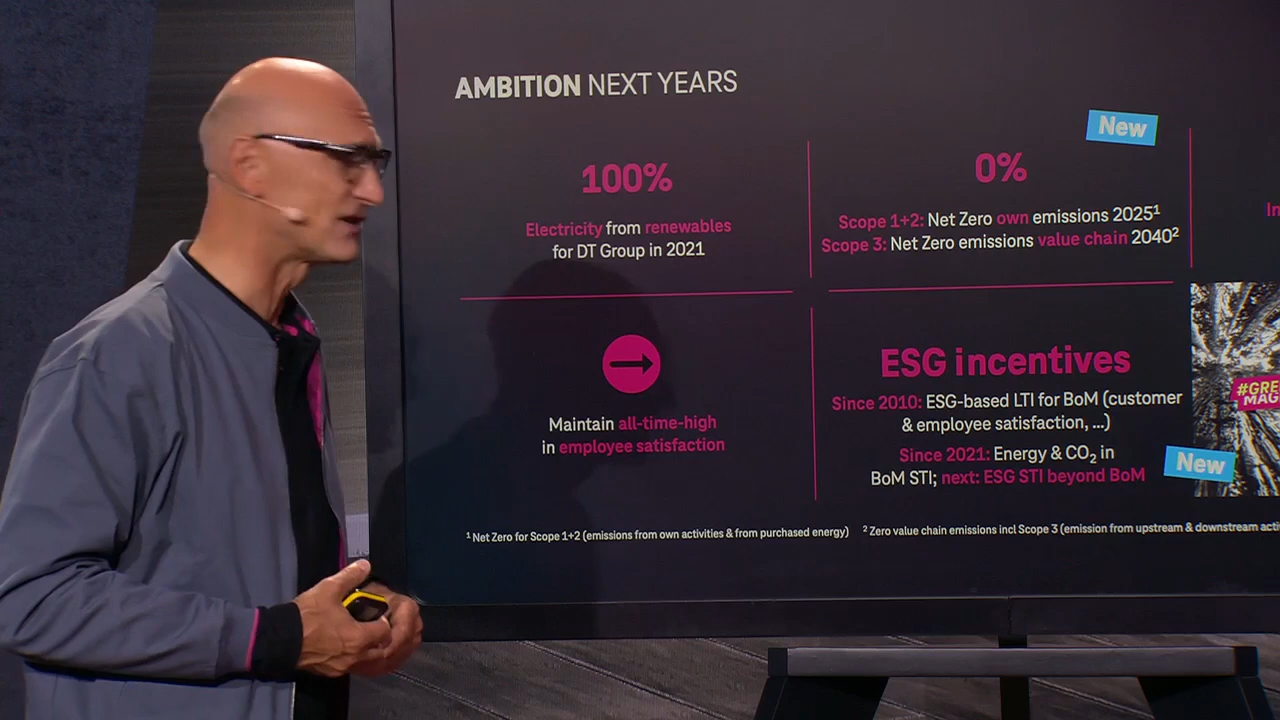 AMBITION NEXT YEARS
100%
Electricity from renewables
for DT Group in 2021
New
0%
Scope 1+2: Net Zero own emissions 2025¹
Scope 3: Net Zero emissions value chain 2040²
Maintain all-time-high
in employee satisfaction
ESG incentives
Since 2010: ESG-based LTI for BoM (customer
& employee satisfaction, ...)
Since 2021: Energy & CO₂ in
BoM STI; next: ESG STI beyond BoM
New
¹ Net Zero for Scope 1+2 (emissions from own activities & from purchased energy)
² Zero value chain emissions incl Scope 3 (emission from upstream & downstream